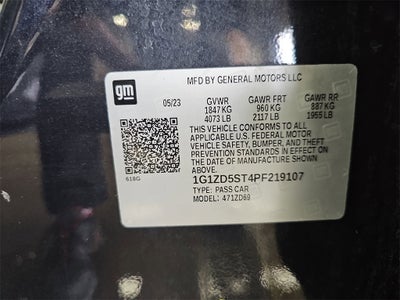 gm
MFD BY GENERAL MOTORS LLC
05/23 GVWR GAWR FRT GAWR RR
1847 KG 960 KG 887 KG
4073 LB 2117 LB 1955 LB
THIS VEHICLE CONFORMS TO ALL
APPLICABLE U.S. FEDERAL MOTOR
VEHICLE SAFETY, BUMPER, AND THEFT
PREVENTION STANDARDS IN EFFECT ON
THE DATE OF MANUFACTURE SHOWN
ABOVE.
618G
1G1ZD5ST4PF219107
TYPE: PASS CAR
MODEL: 471ZD69